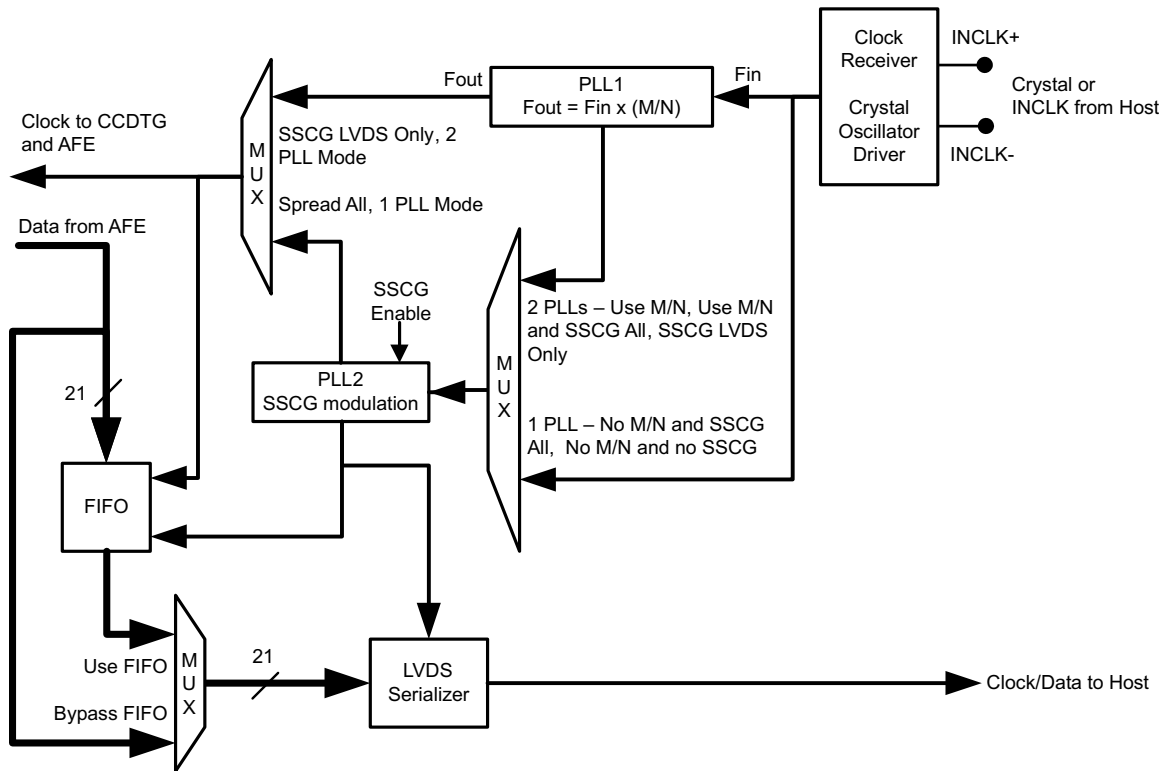 Clock
Receiver
Crystal
Oscillator
Driver
INCLK+
Crystal or
INCLK from Host
INCLK-
Fin
PLL1
Fout = Fin x (M/N)
Fout
MUX
SSCG LVDS Only, 2
PLL Mode
Spread All, 1 PLL Mode
Clock to CCDTG
and AFE
Data from AFE
SSCG
Enable
2 PLLs – Use M/N, Use M/N
and SSCG All, SSCG LVDS
Only
MUX
1 PLL – No M/N and SSCG
All, No M/N and no SSCG
PLL2
SSCG modulation
21
FIFO
Use FIFO
Bypass FIFO
MUX
21
LVDS
Serializer
Clock/Data to Host